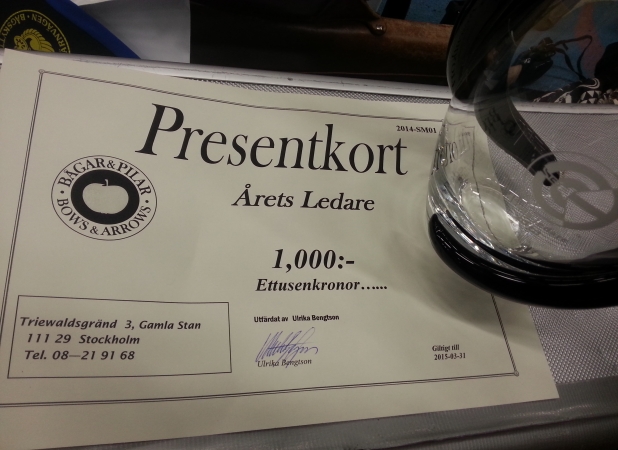 2014-SM01
Presentkort
BÅGAR & PILAR
BOWS & ARROWS
Årets Ledare
1,000:-
Ettusenkronor......
Triewaldsgränd 3, Gamla Stan
111 29 Stockholm
Tel. 08—21 91 68
Utfärdat av Ulrika Bengtson
Ulrika Bengtson
Giltigt till
2015-03-31